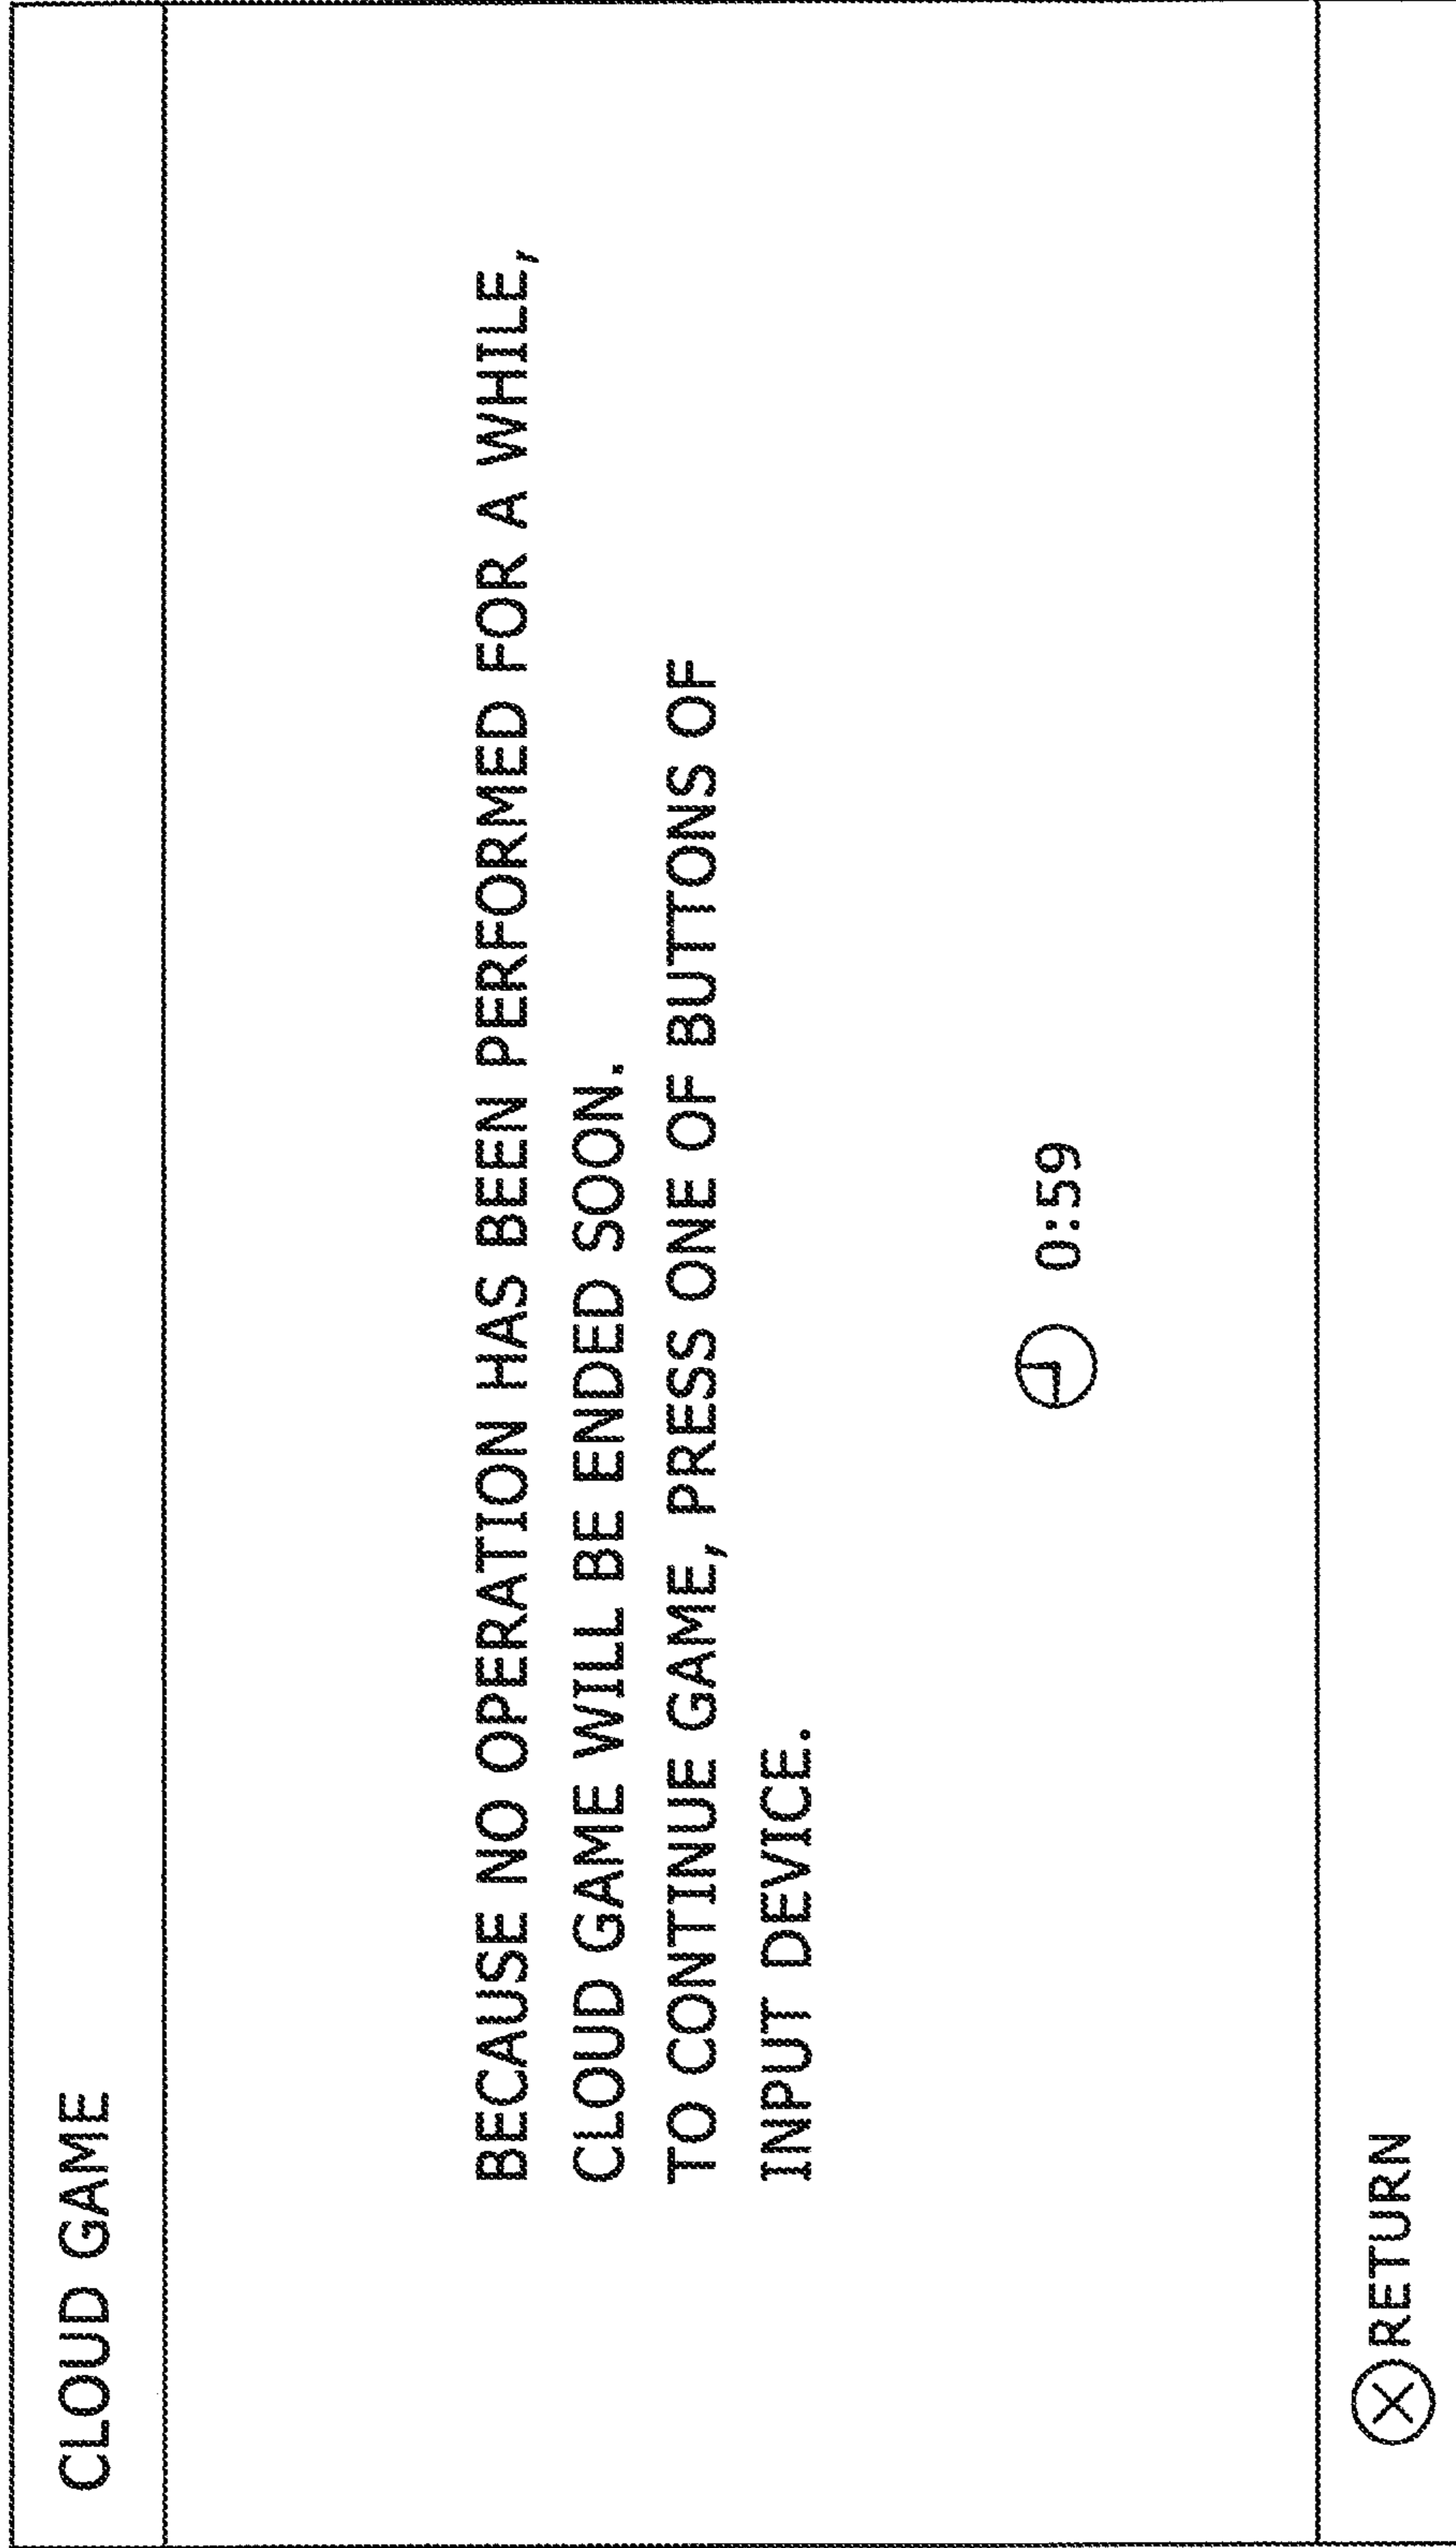 CLOUD GAME
BECAUSE NO OPERATION HAS BEEN PERFORMED FOR A WHILE,
CLOUD GAME WILL BE ENDED SOON.
TO CONTINUE GAME, PRESS ONE OF BUTTONS OF
INPUT DEVICE.
0:59
RETURN